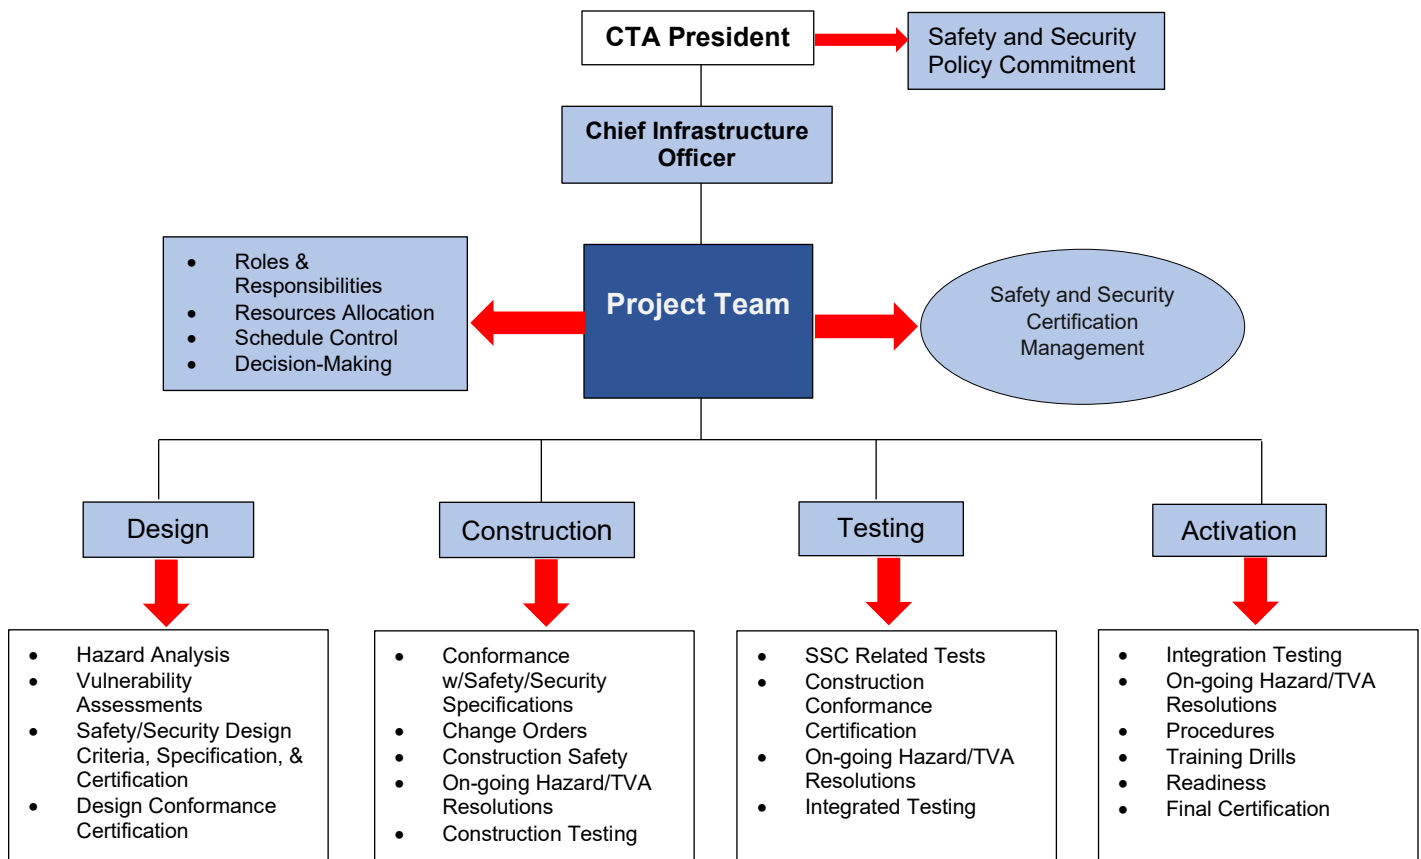 CTA President
Safety and Security
Policy Commitment
Chief Infrastructure
Officer
• Roles &
Responsibilities
• Resources Allocation
• Schedule Control
• Decision-Making
Project Team
Safety and Security
Certification
Management
Design
Construction
Testing
Activation
• Hazard Analysis
• Vulnerability
Assessments
• Safety/Security Design
Criteria, Specification, &
Certification
• Design Conformance
Certification
• Conformance
w/Safety/Security
Specifications
• Change Orders
• Construction Safety
• On-going Hazard/TVA
Resolutions
• Construction Testing
• SSC Related Tests
• Construction
Conformance
Certification
• On-going Hazard/TVA
Resolutions
• Integrated Testing
• Integration Testing
• On-going Hazard/TVA
Resolutions
• Procedures
• Training Drills
• Readiness
• Final Certification